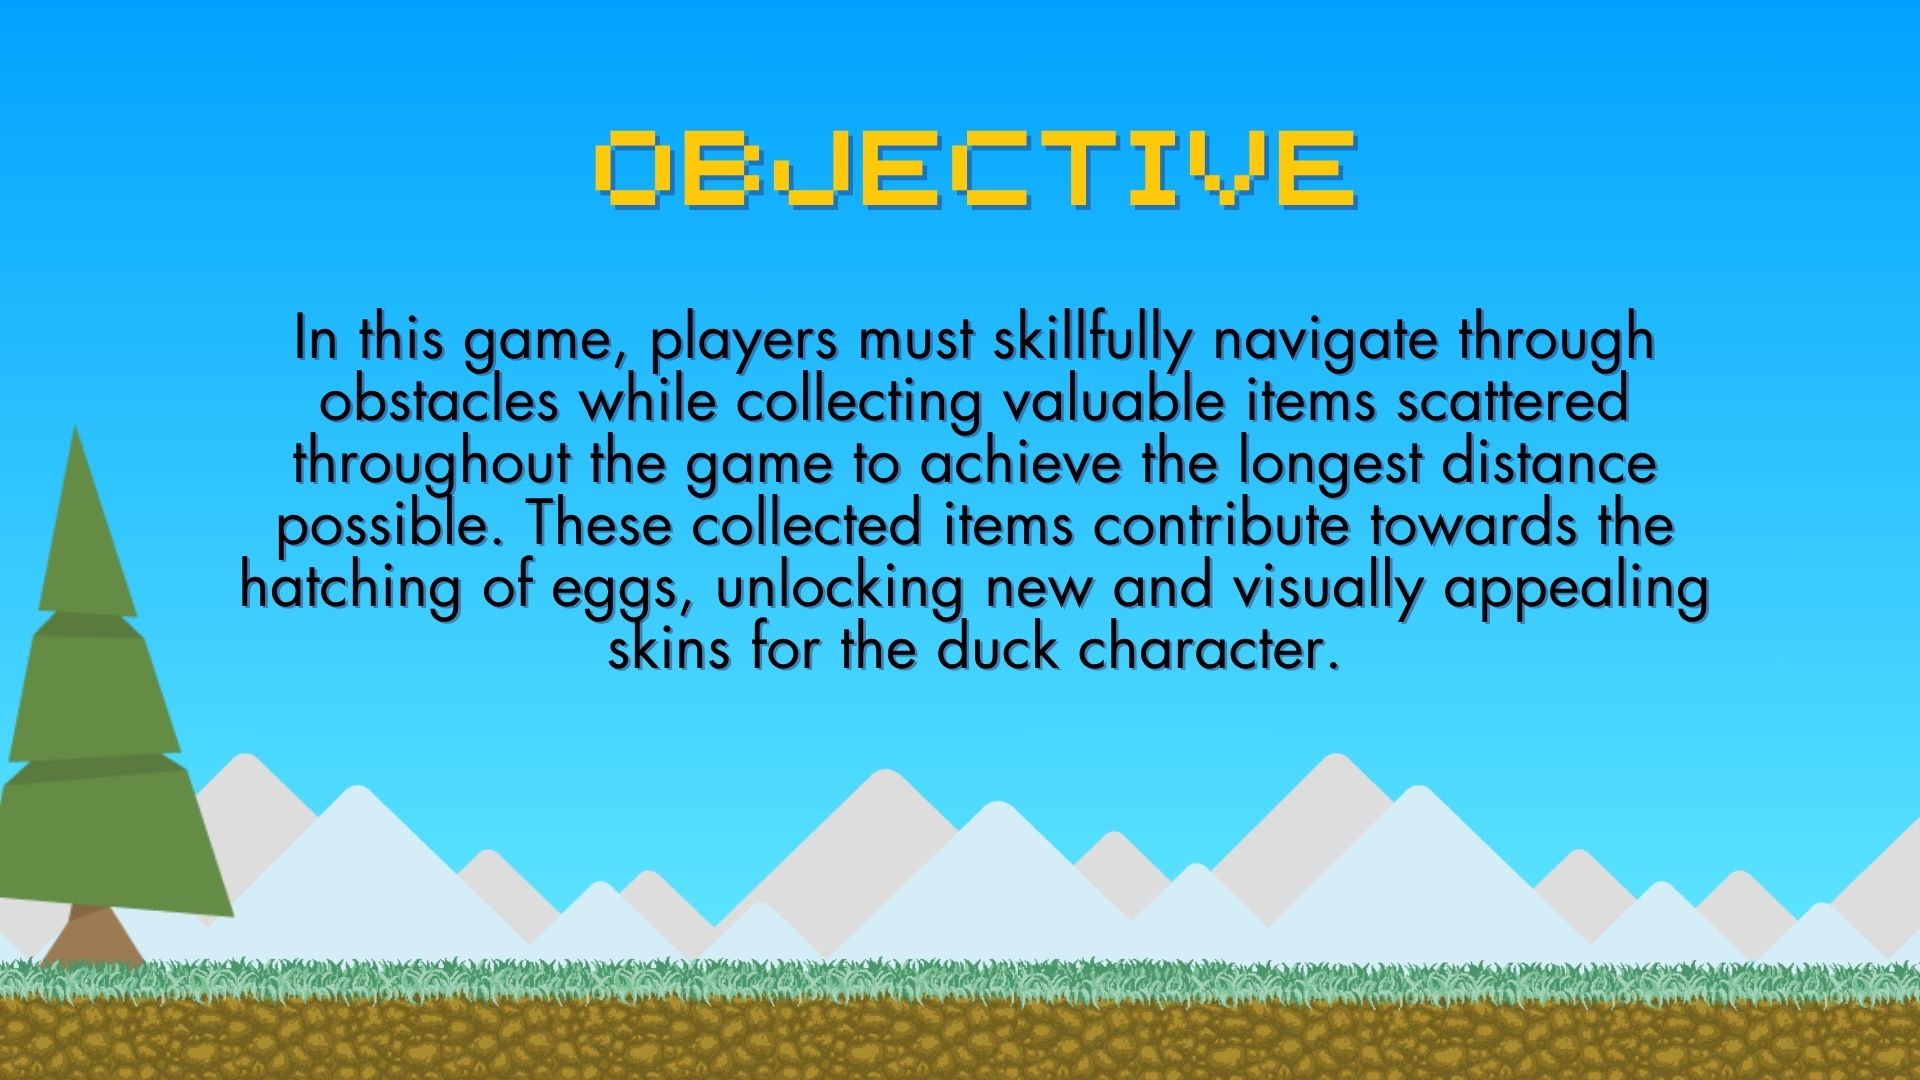 OBJECTIVE
In this game, players must skillfully navigate through
obstacles while collecting valuable items scattered
throughout the game to achieve the longest distance
possible. These collected items contribute towards the
hatching of eggs, unlocking new and visually appealing
skins for the duck character.